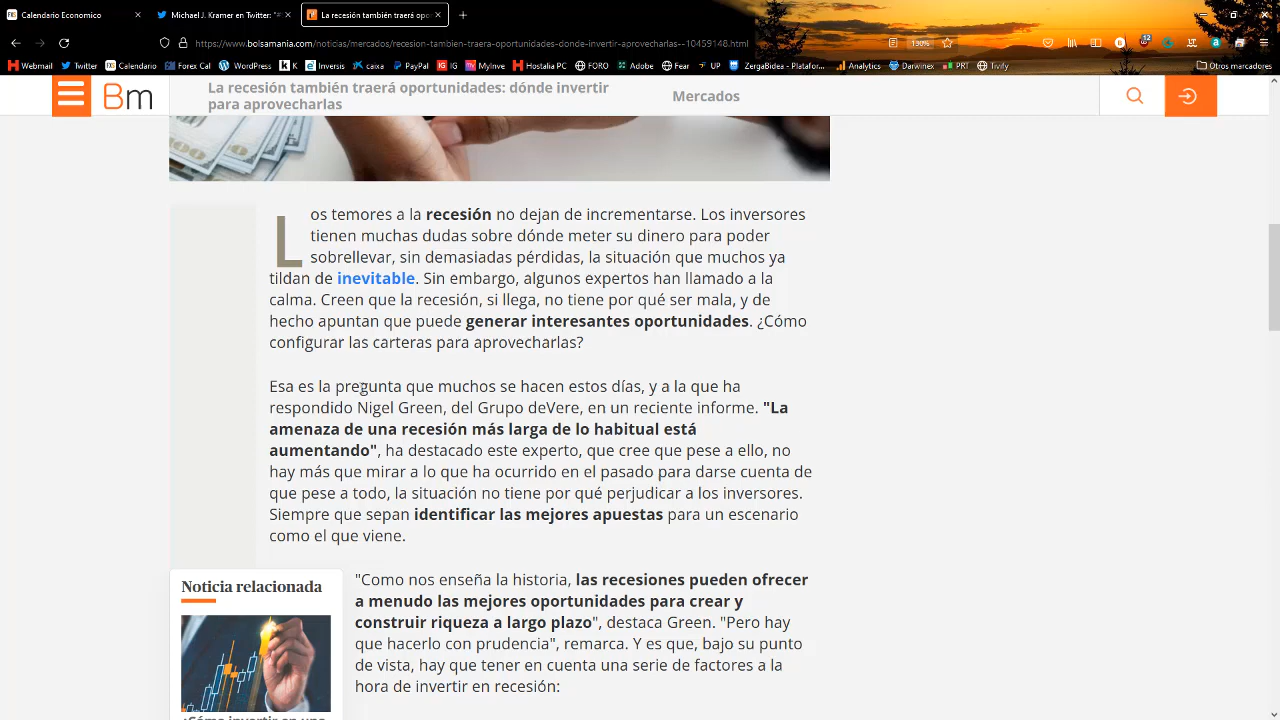 Calendario Economico
Michael J. Kramer en Twitter: "#
La recesión también traerá opo
https://www.bolsamania.com/noticias/mercados/recesion-tambien-traera-oportunidades-donde-invertir-aprovecharlas--10459148.html
130%
12
Webmail Twitter Calendario Forex Cal WordPress K Inversis caixa PayPal IG MyInve Hostalia PC FORO Adobe Fear UP ZergaBidea - Platafor... Analytics Darwinex PRT Tivify Otros marcadores
Bm
La recesión también traerá oportunidades: dónde invertir
para aprovecharlas
Mercados
Los temores a la recesión no dejan de incrementarse. Los inversores
tienen muchas dudas sobre dónde meter su dinero para poder
sobrellevar, sin demasiadas pérdidas, la situación que muchos ya
tildan de inevitable. Sin embargo, algunos expertos han llamado a la
calma. Creen que la recesión, si llega, no tiene por qué ser mala, y de
hecho apuntan que puede generar interesantes oportunidades. ¿Cómo
configurar las carteras para aprovecharlas?
Esa es la pregunta que muchos se hacen estos días, y a la que ha
respondido Nigel Green, del Grupo deVere, en un reciente informe. "La
amenaza de una recesión más larga de lo habitual está
aumentando", ha destacado este experto, que cree que pese a ello, no
hay más que mirar a lo que ha ocurrido en el pasado para darse cuenta de
que pese a todo, la situación no tiene por qué perjudicar a los inversores.
Siempre que sepan identificar las mejores apuestas para un escenario
como el que viene.
Noticia relacionada
¿Cómo invertir en una
"Como nos enseña la historia, las recesiones pueden ofrecer
a menudo las mejores oportunidades para crear y
construir riqueza a largo plazo", destaca Green. "Pero hay
que hacerlo con prudencia", remarca. Y es que, bajo su punto
de vista, hay que tener en cuenta una serie de factores a la
hora de invertir en recesión: